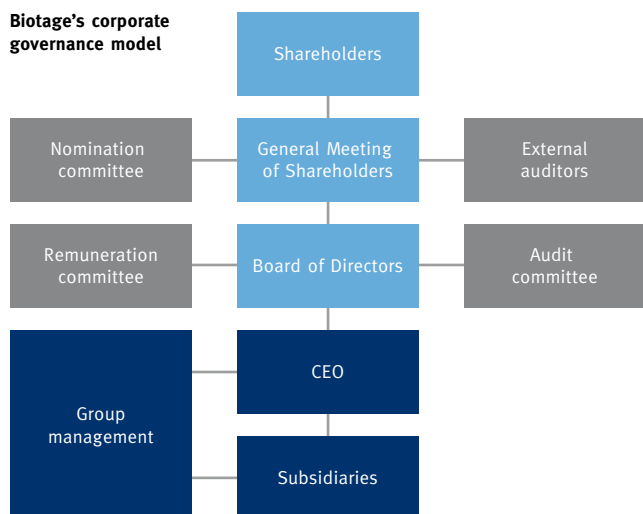 Biotage’s corporate
governance model
Shareholders
Nomination
committee
General Meeting
of Shareholders
External
auditors
Remuneration
committee
Board of Directors
Audit
committee
Group
management
CEO
Subsidiaries